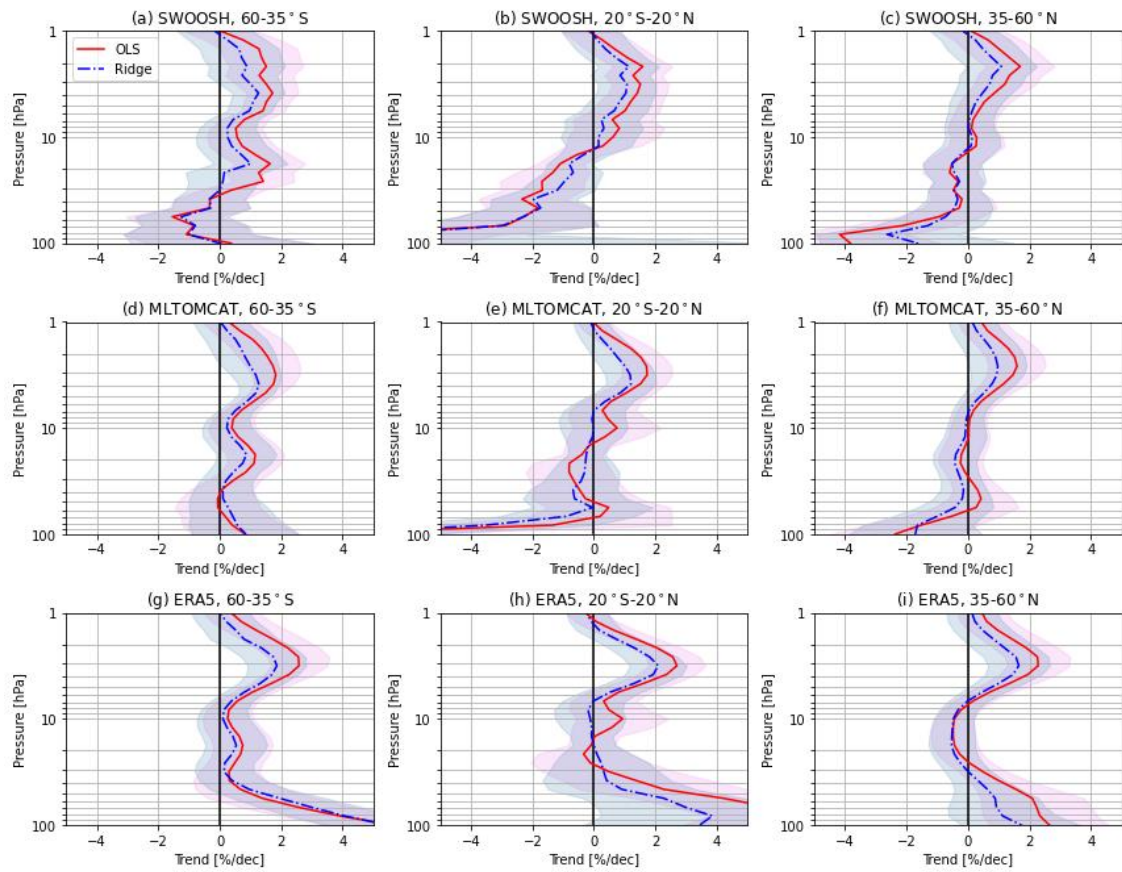 (a) SWOOSH, 60-35°S
(b) SWOOSH, 20°S-20°N
(c) SWOOSH, 35-60°N
OLS
Ridge
1
10
100
Pressure [hPa]
−4 −2 0 2 4
Trend [%/dec]
1
10
100
Pressure [hPa]
−4 −2 0 2 4
Trend [%/dec]
1
10
100
Pressure [hPa]
−4 −2 0 2 4
Trend [%/dec]
(d) MLTOMCAT, 60-35°S
(e) MLTOMCAT, 20°S-20°N
(f) MLTOMCAT, 35-60°N
1
10
100
Pressure [hPa]
−4 −2 0 2 4
Trend [%/dec]
1
10
100
Pressure [hPa]
−4 −2 0 2 4
Trend [%/dec]
1
10
100
Pressure [hPa]
−4 −2 0 2 4
Trend [%/dec]
(g) ERA5, 60-35°S
(h) ERA5, 20°S-20°N
(i) ERA5, 35-60°N
1
10
100
Pressure [hPa]
−4 −2 0 2 4
Trend [%/dec]
1
10
100
Pressure [hPa]
−4 −2 0 2 4
Trend [%/dec]
1
10
100
Pressure [hPa]
−4 −2 0 2 4
Trend [%/dec]